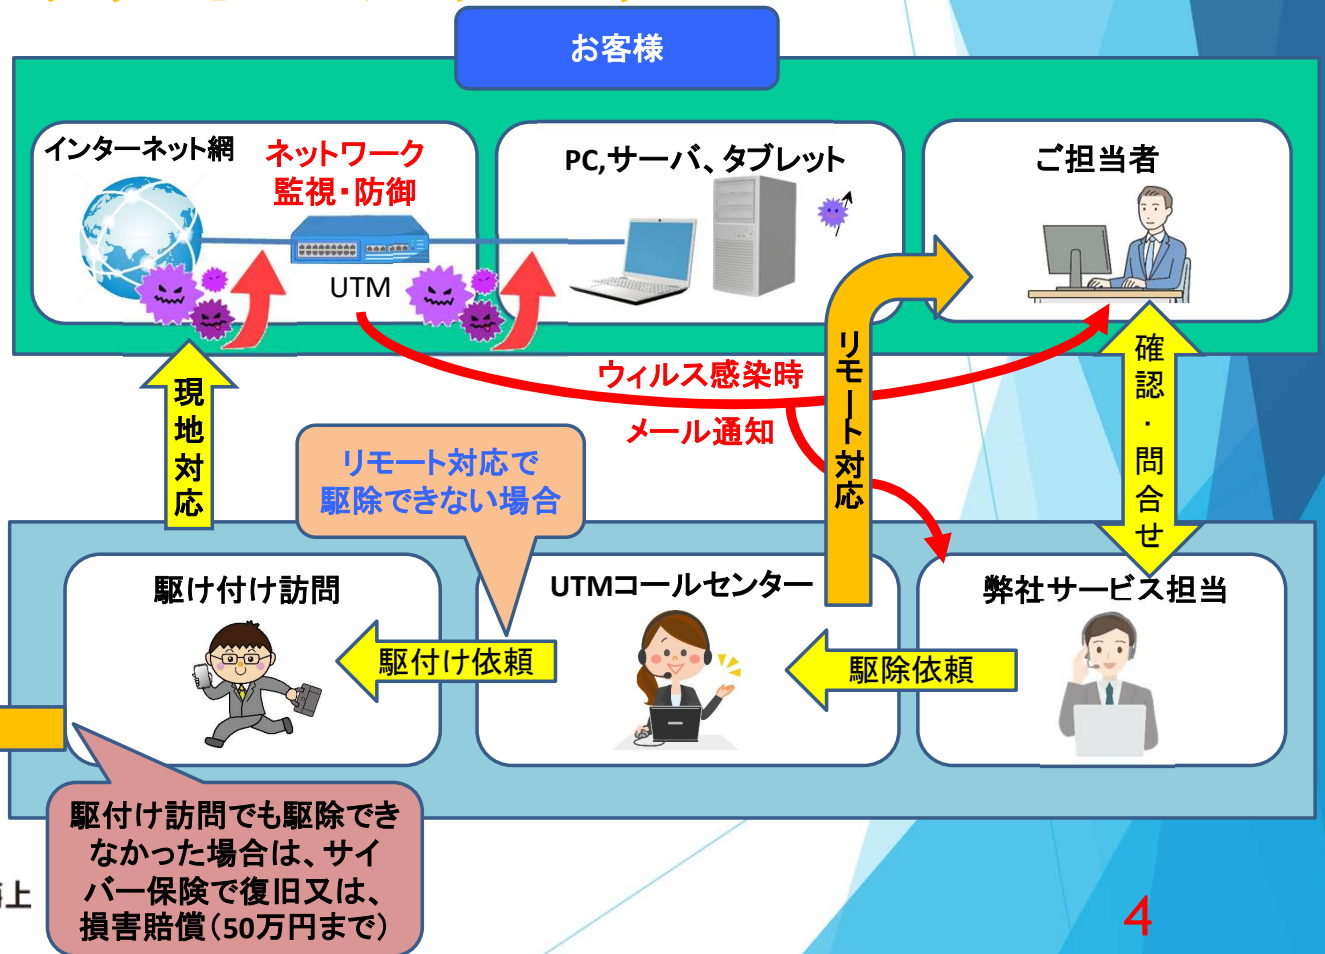 お客様
インターネット網
ネットワーク
監視・防御
UTM
PC,サーバ、タブレット
ご担当者
ウィルス感染時
メール通知
リモート対応
確認・問合せ
現地対応
リモート対応で
駆除できない場合
駆け付け訪問
駆付け依頼
UTMコールセンター
駆除依頼
弊社サービス担当
駆付け訪問でも駆除でき
なかった場合は、サイ
バー保険で復旧又は、
損害賠償(50万円まで)
上
4